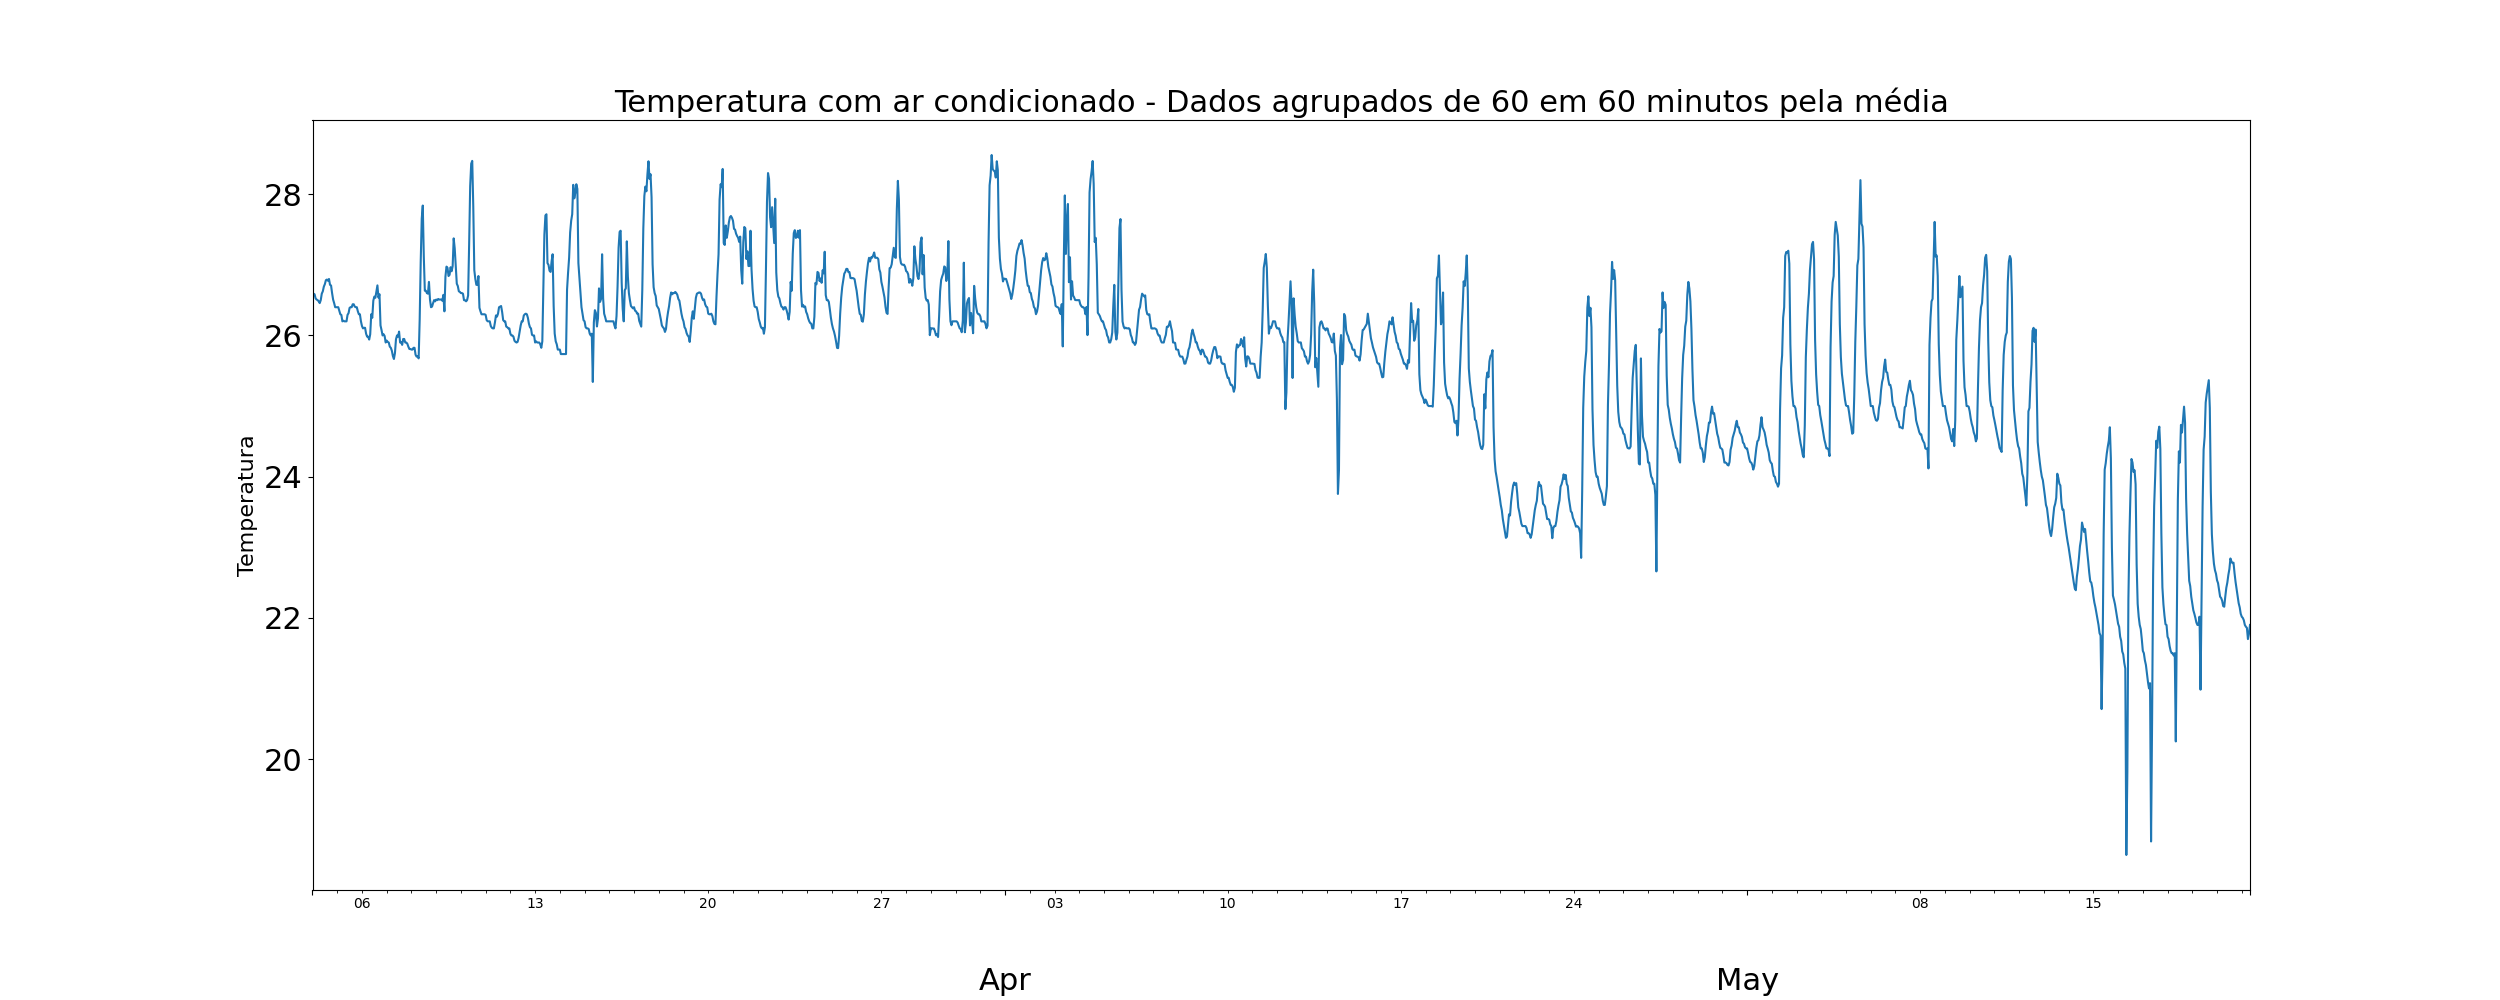 Temperatura com ar condicionado - Dados agrupados de 60 em 60 minutos pela média
Temperatura
28
26
24
22
20
06 13 20 27 03 10 17 24 08 15
Apr May